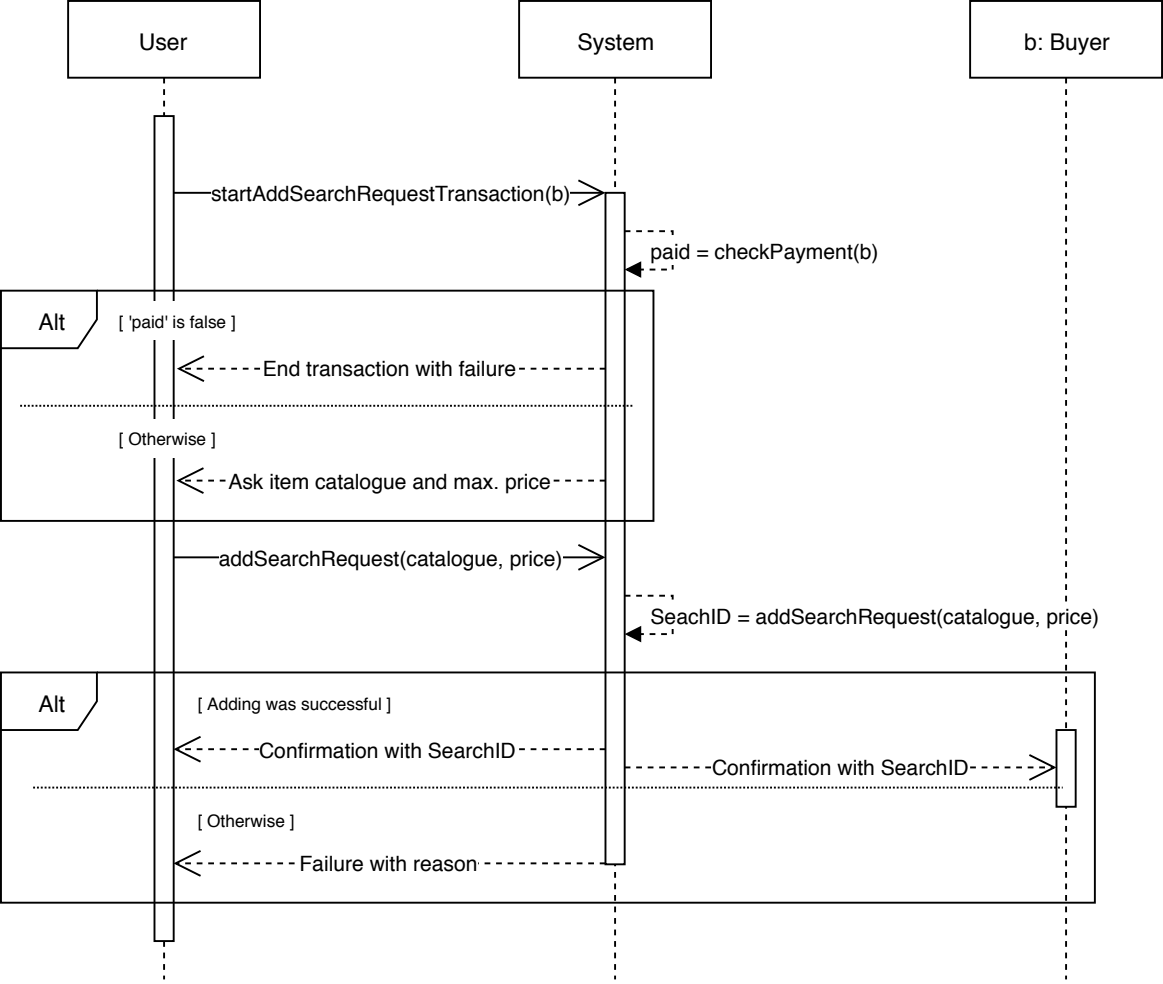 User
System
b: Buyer
startAddSearchRequestTransaction(b)
paid = checkPayment(b)
Alt
[ 'paid' is false ]
End transaction with failure
[ Otherwise ]
Ask item catalogue and max. price
addSearchRequest(catalogue, price)
SeachID = addSearchRequest(catalogue, price)
Alt
[ Adding was successful ]
Confirmation with SearchID
Confirmation with SearchID
[ Otherwise ]
Failure with reason